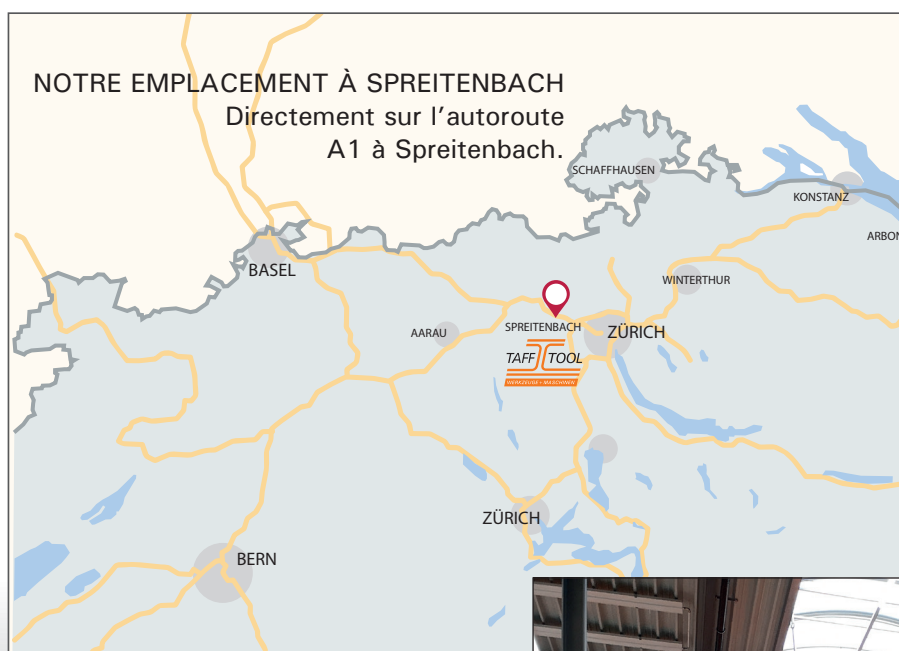 NOTRE EMPLACEMENT À SPREITENBACH
Directement sur l'autoroute
A1 à Spreitenbach.
SCHAFFHAUSEN
KONSTANZ
ARBON
BASEL
WINTERTHUR
SPREITENBACH
AARAU
ZÜRICH
TAFF TOOL
WERKZEUGE • MASCHINEN
ZÜRICH
BERN